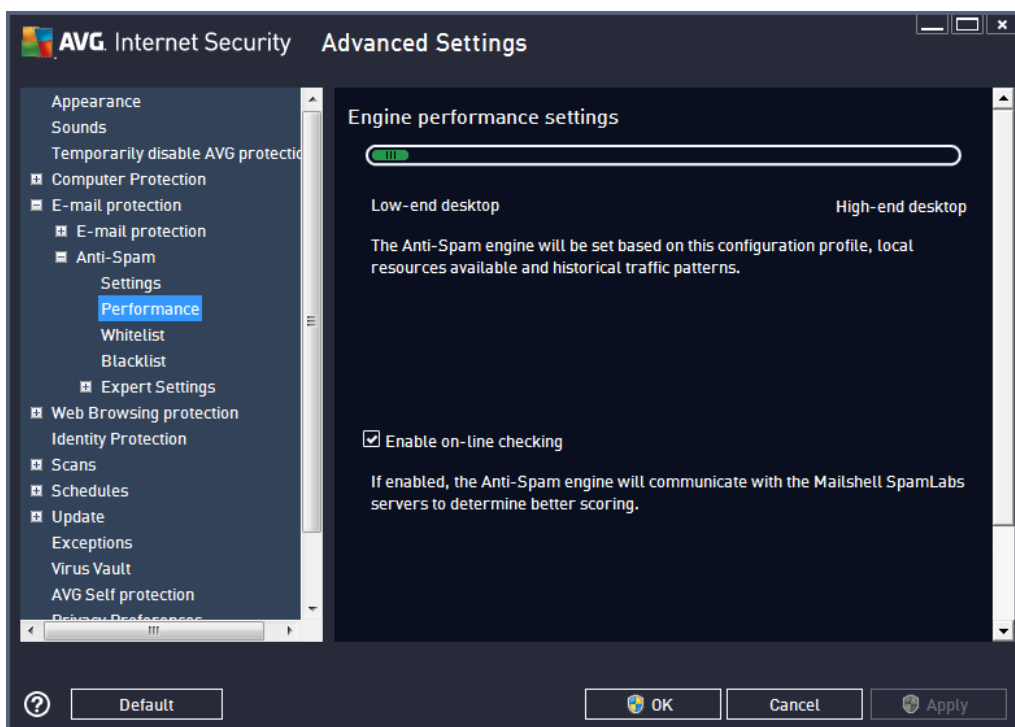 AVG. Internet Security Advanced Settings
Appearance
Sounds
Temporarily disable AVG protectio
Computer Protection
E-mail protection
E-mail protection
Anti-Spam
Settings
Performance
Whitelist
Blacklist
Expert Settings
Web Browsing protection
Identity Protection
Scans
Schedules
Update
Exceptions
Virus Vault
AVG Self protection
Privacy Preferences
Engine performance settings
Low-end desktop High-end desktop
The Anti-Spam engine will be set based on this configuration profile, local
resources available and historical traffic patterns.
Enable on-line checking
If enabled, the Anti-Spam engine will communicate with the Mailshell SpamLabs
servers to determine better scoring.
? Default OK Cancel Apply